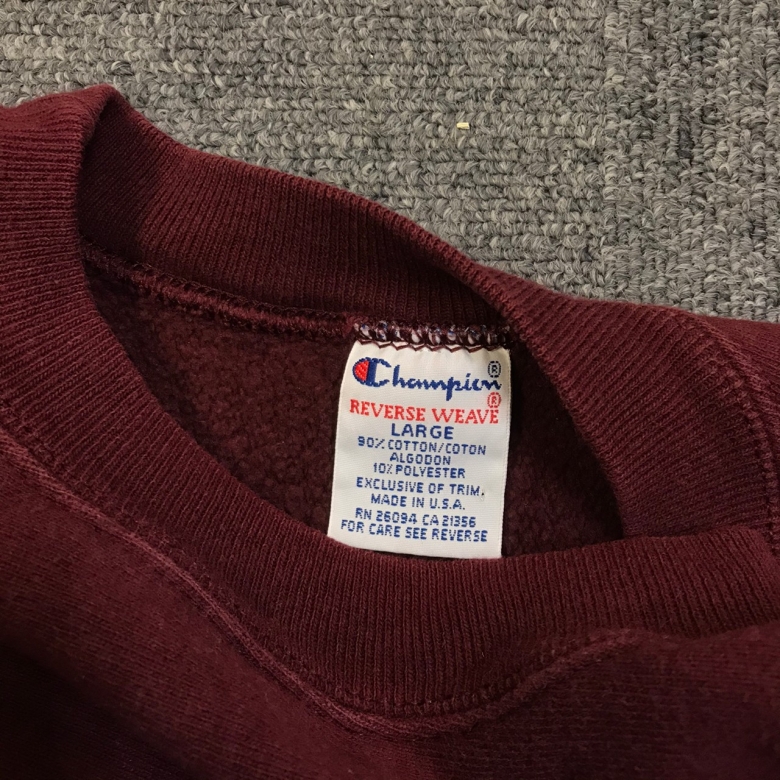 Champion®
REVERSE WEAVE®
LARGE
90% COTTON/COTON
ALGODON
10% POLYESTER
EXCLUSIVE OF TRIM.
MADE IN U.S.A.
RN 26094 CA 21356
FOR CARE SEE REVERSE